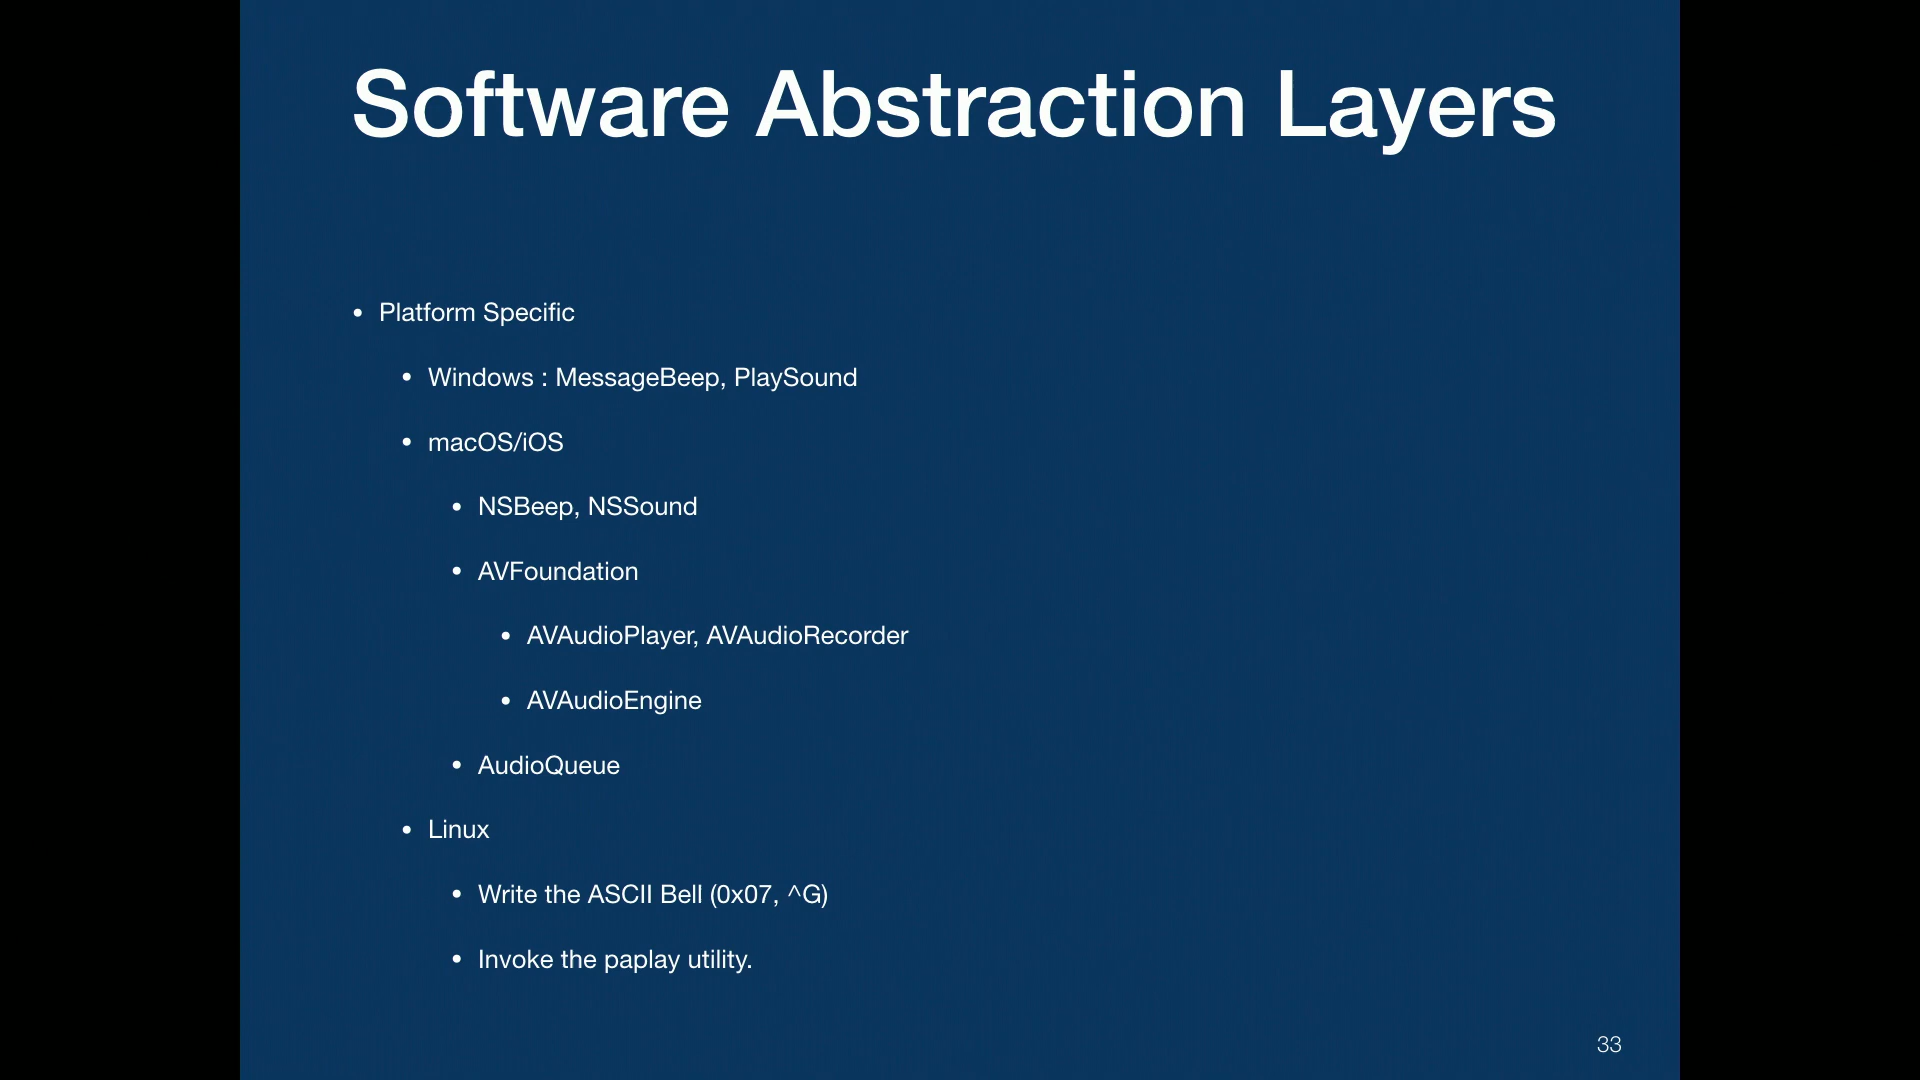 Software Abstraction Layers
• Platform Specific
• Windows : MessageBeep, PlaySound
• macOS/iOS
• NSBeep, NSSound
• AVFoundation
• AVAudioPlayer, AVAudioRecorder
• AVAudioEngine
• AudioQueue
• Linux
• Write the ASCII Bell (0x07, ^G)
• Invoke the paplay utility.
33